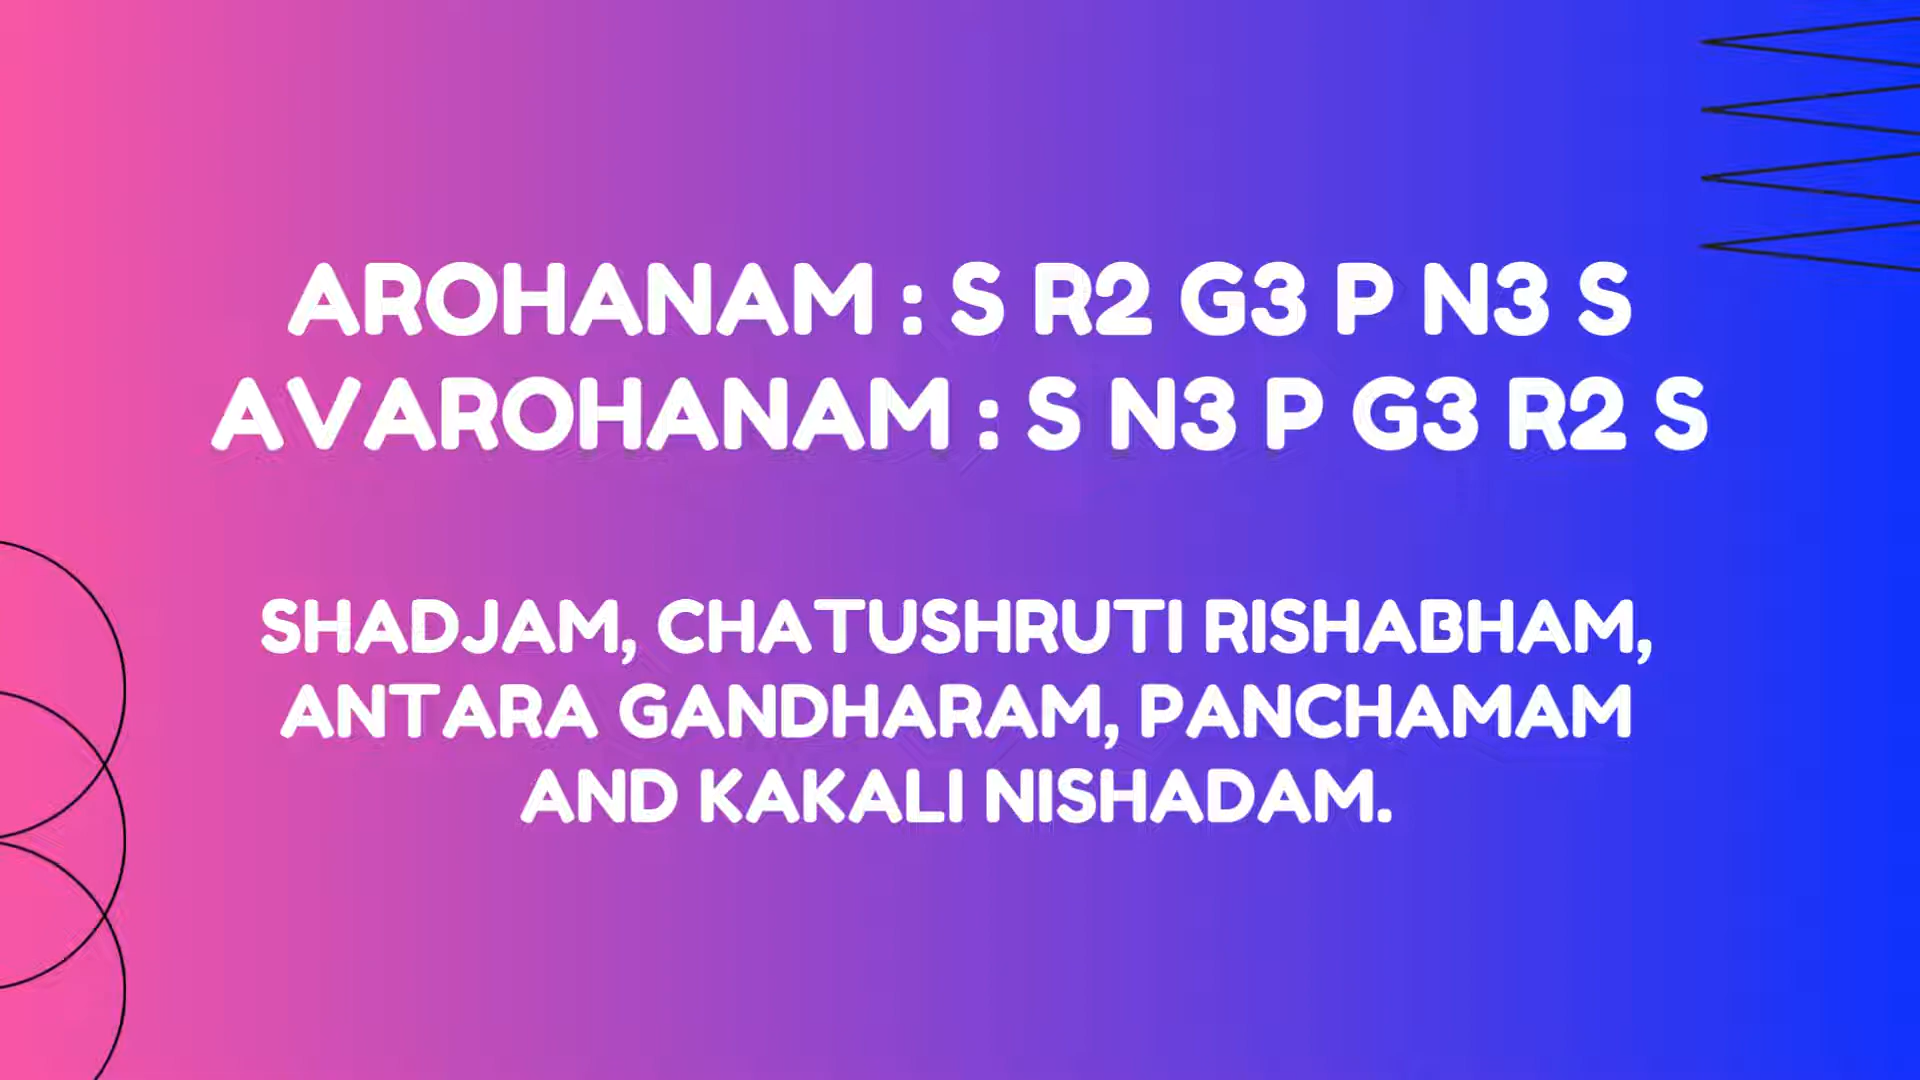 AROHANAM : S R2 G3 P N3 S
AVAROHANAM : S N3 P G3 R2 S
SHADJAM, CHATUSHRUTI RISHABHAM,
ANTARA GANDHARAM, PANCHAMAM
AND KAKALI NISHADAM.